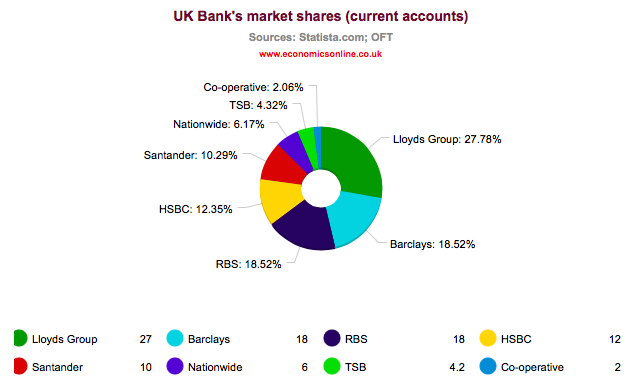 UK Bank's market shares (current accounts)
Sources: Statista.com; OFT
www.economicsonline.co.uk
Co-operative: 2.06%
TSB: 4.32%
Nationwide: 6.17%
Lloyds Group: 27.78%
Santander: 10.29%
HSBC: 12.35%
Barclays: 18.52%
RBS: 18.52%
Lloyds Group 27 Barclays 18 RBS 18 HSBC 12
Santander 10 Nationwide 6 TSB 4.2 Co-operative 2